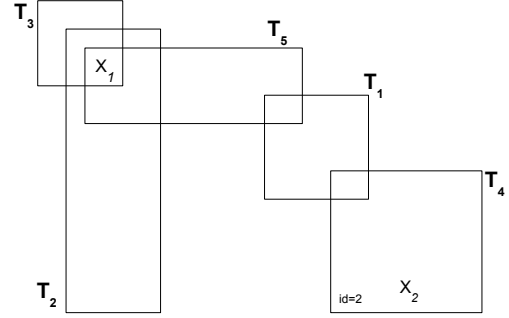 T₃
T₅
X₁
T₁
T₄
T₂
id=2
X₂